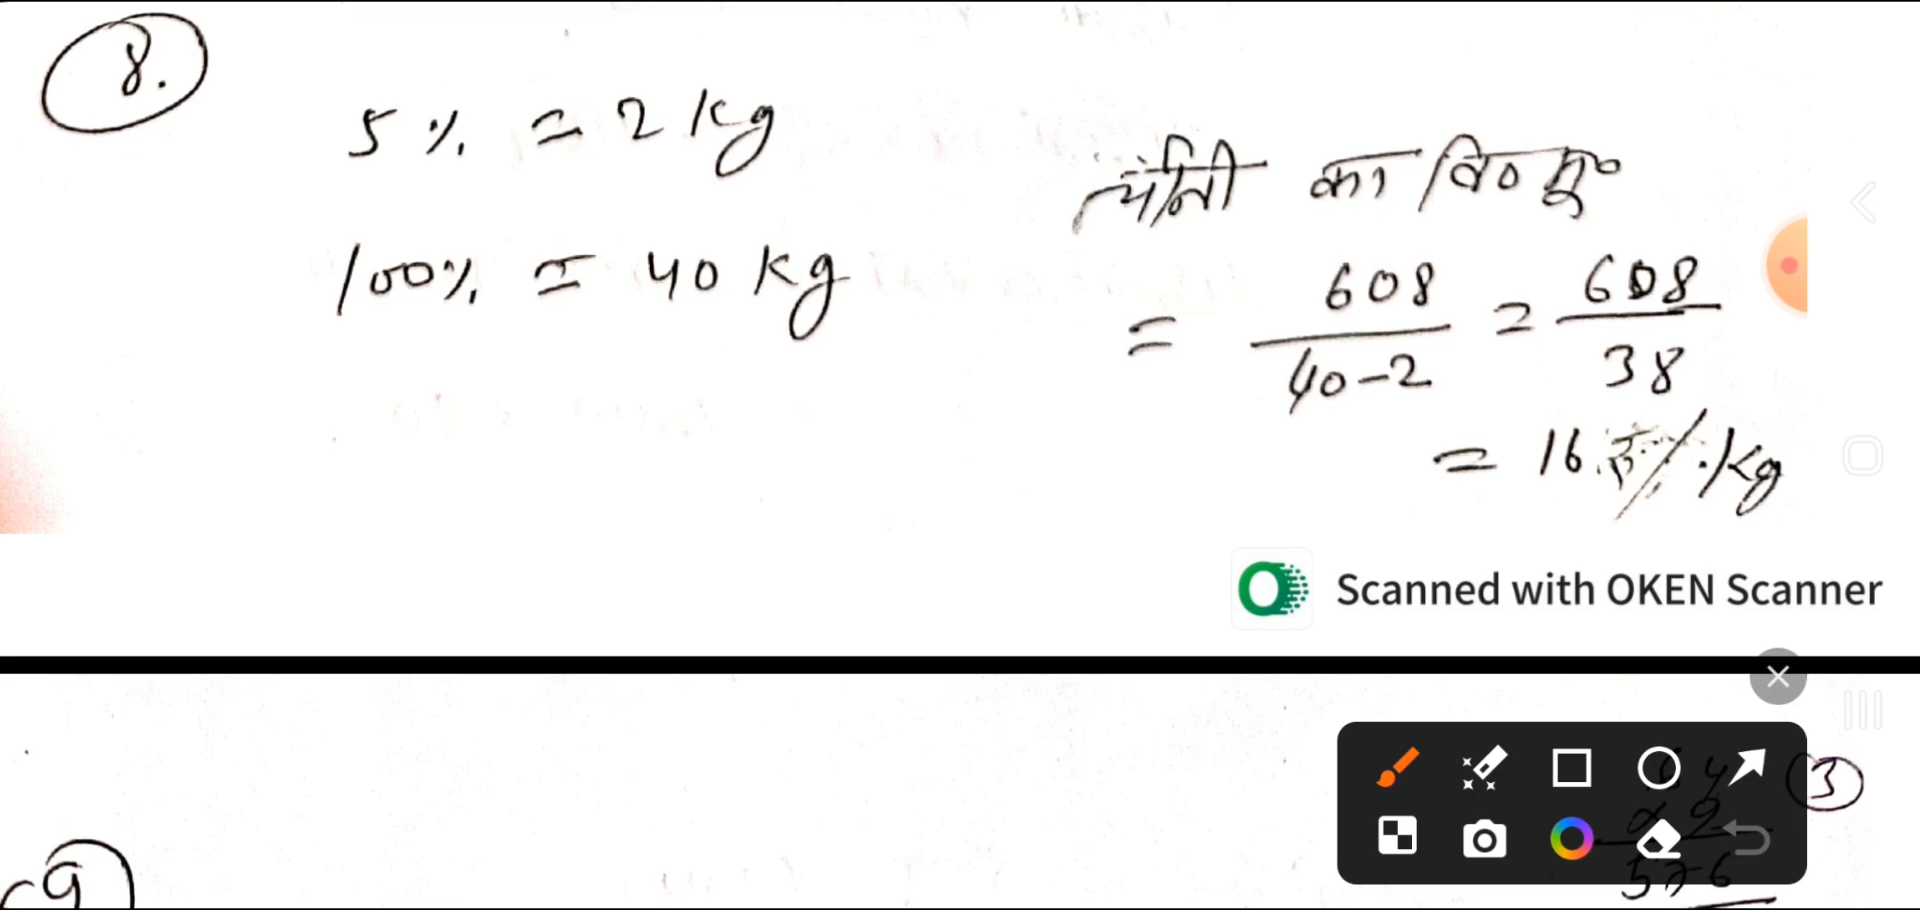 8.
5 % = 2 kg
100% = 40 kg
चीनी का वि० मू०
= 608 / 40-2 = 608 / 38
= 16 रु०/kg
Scanned with OKEN Scanner
3
9
576